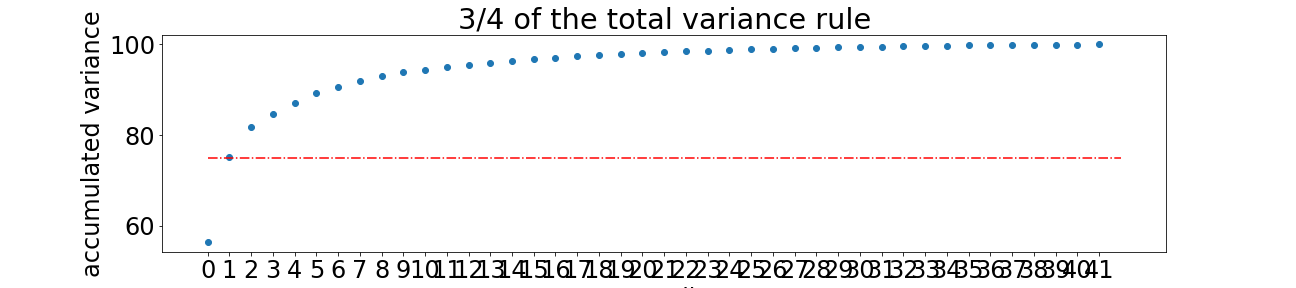 3/4 of the total variance rule
accumulated variance
100
80
60
0 1 2 3 4 5 6 7 8 9 10 11 12 13 14 15 16 17 18 19 20 21 22 23 24 25 26 27 28 29 30 31 32 33 34 35 36 37 38 39 40 41